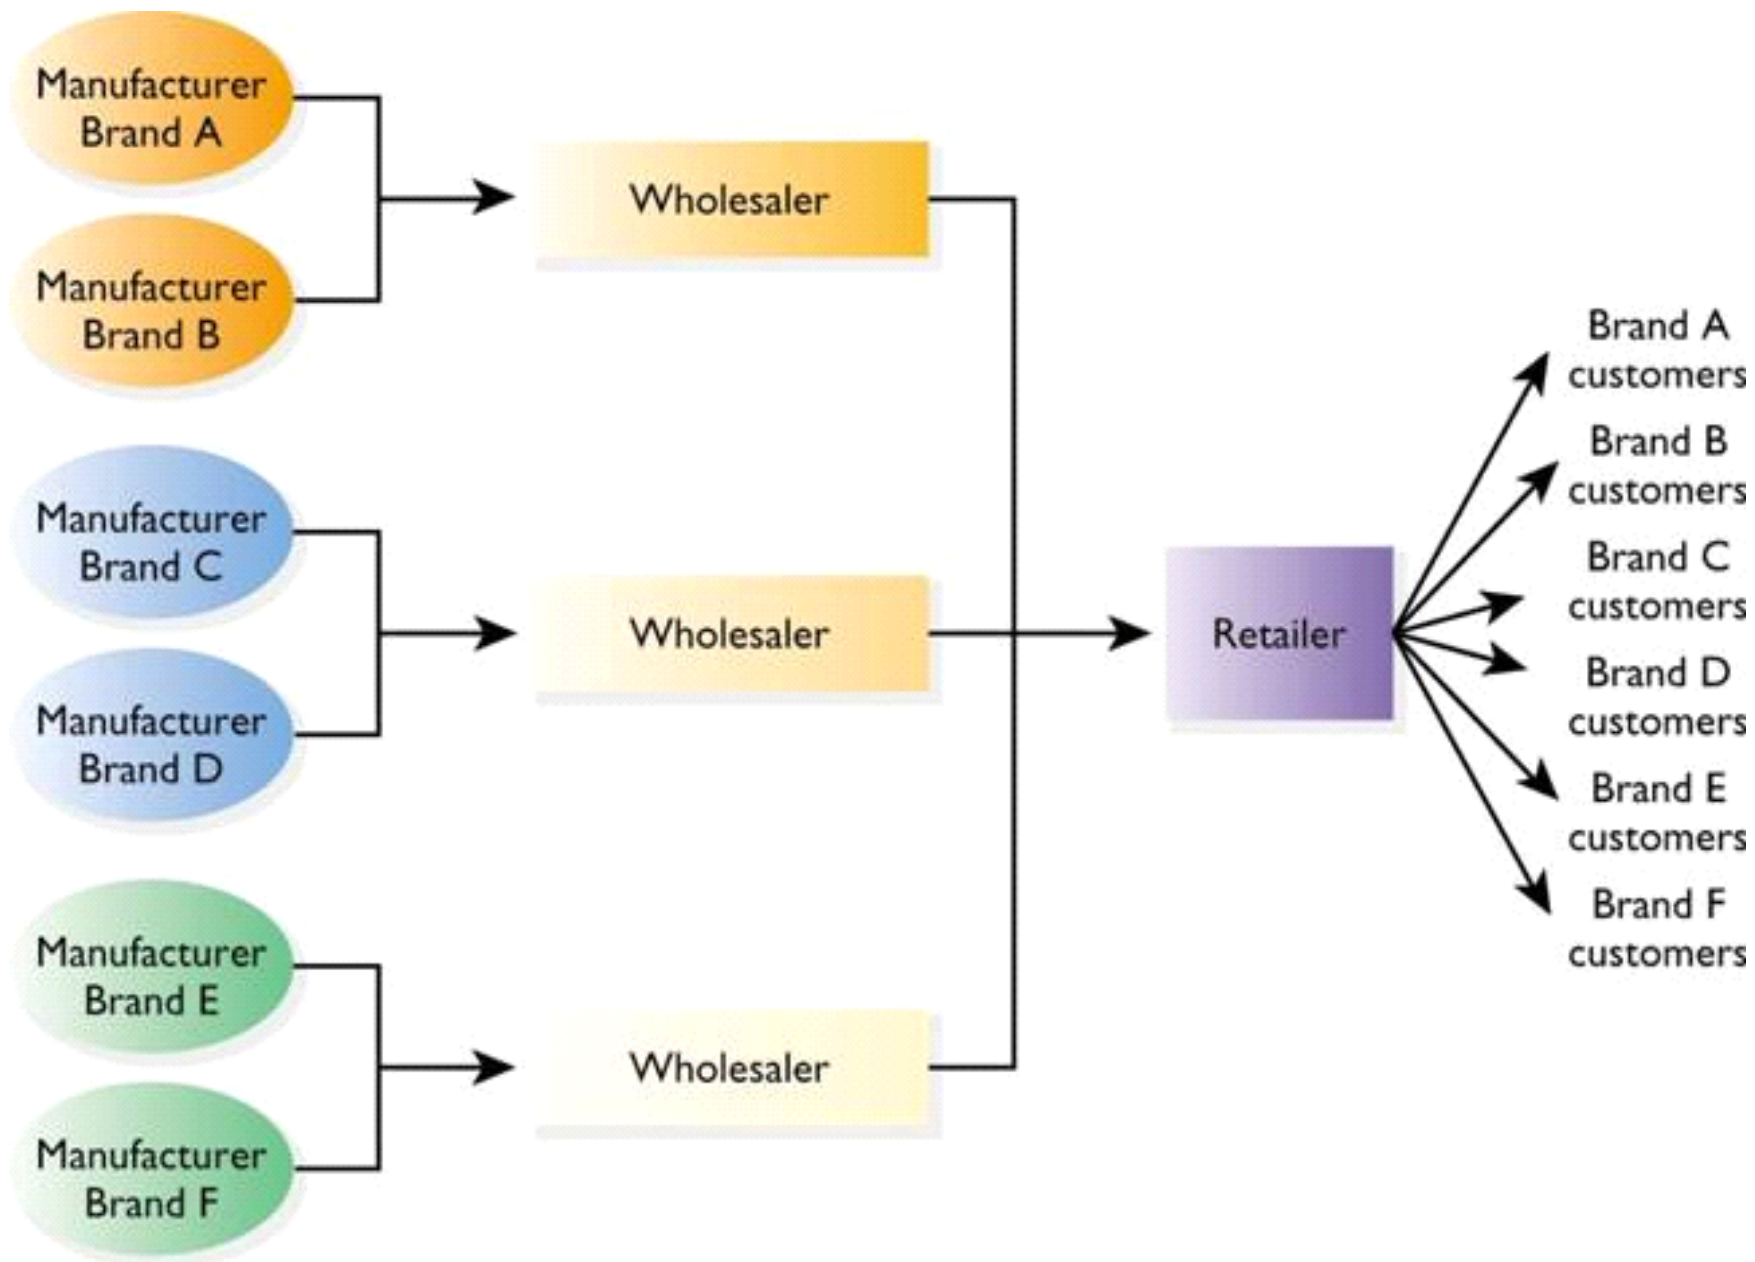 Manufacturer
Brand A
Manufacturer
Brand B
Manufacturer
Brand C
Manufacturer
Brand D
Manufacturer
Brand E
Manufacturer
Brand F
Wholesaler
Wholesaler
Wholesaler
Retailer
Brand A
customers
Brand B
customers
Brand C
customers
Brand D
customers
Brand E
customers
Brand F
customers